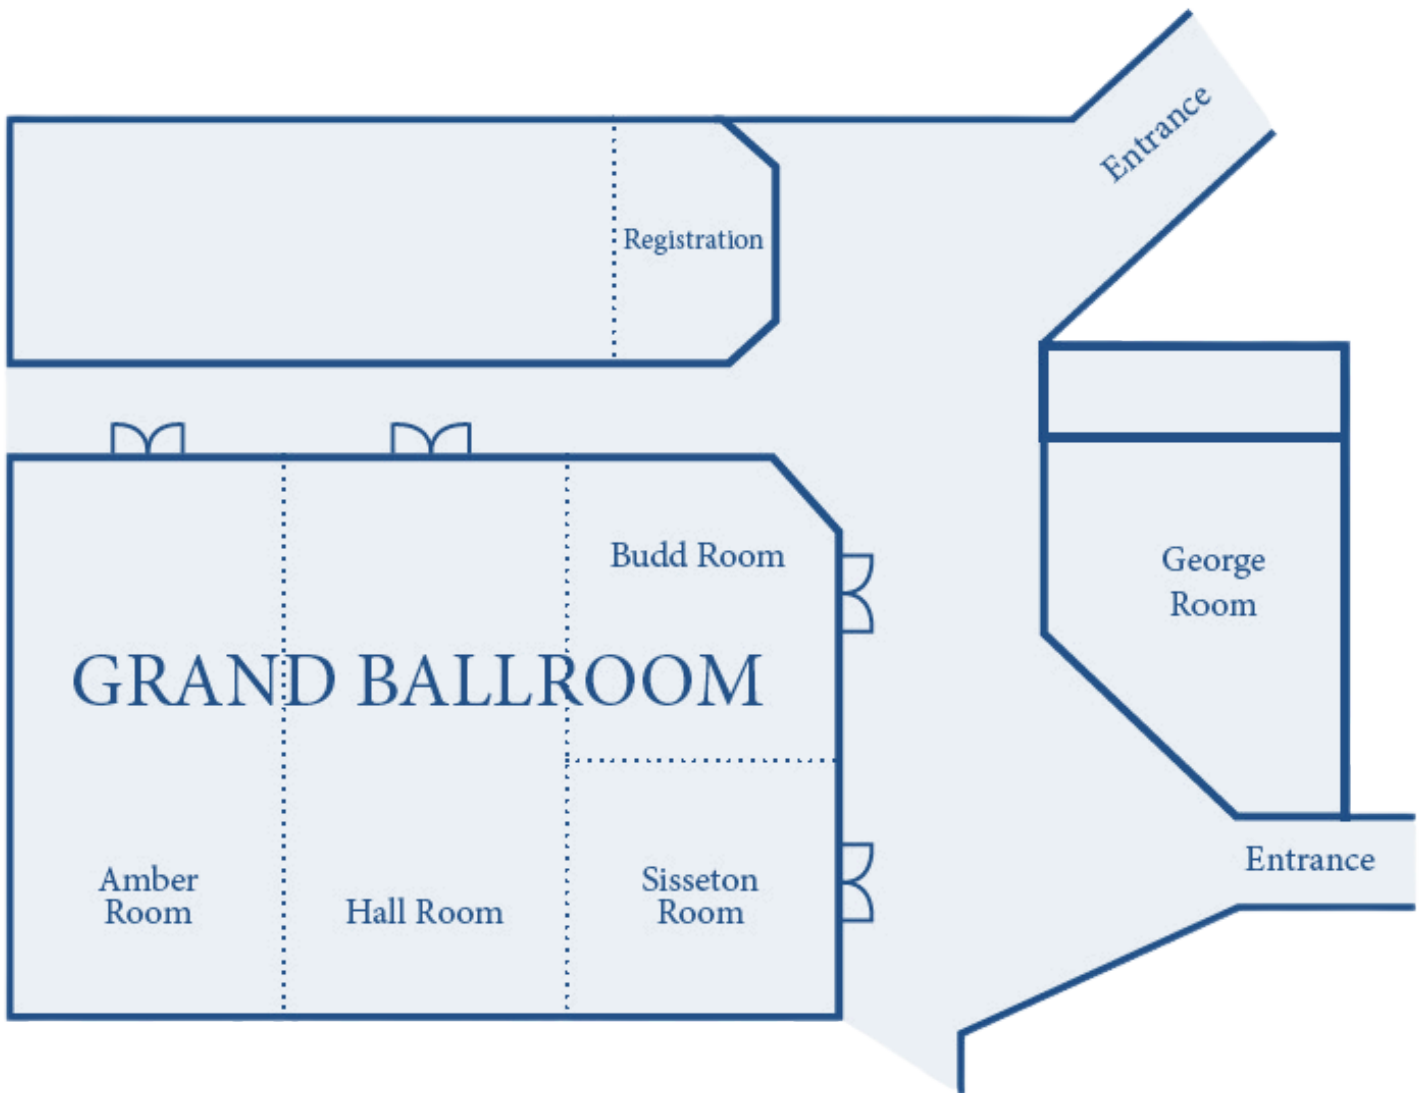 Entrance
Registration
Budd Room
George
Room
GRAND BALLROOM
Entrance
Amber
Room
Hall Room
Sisseton
Room